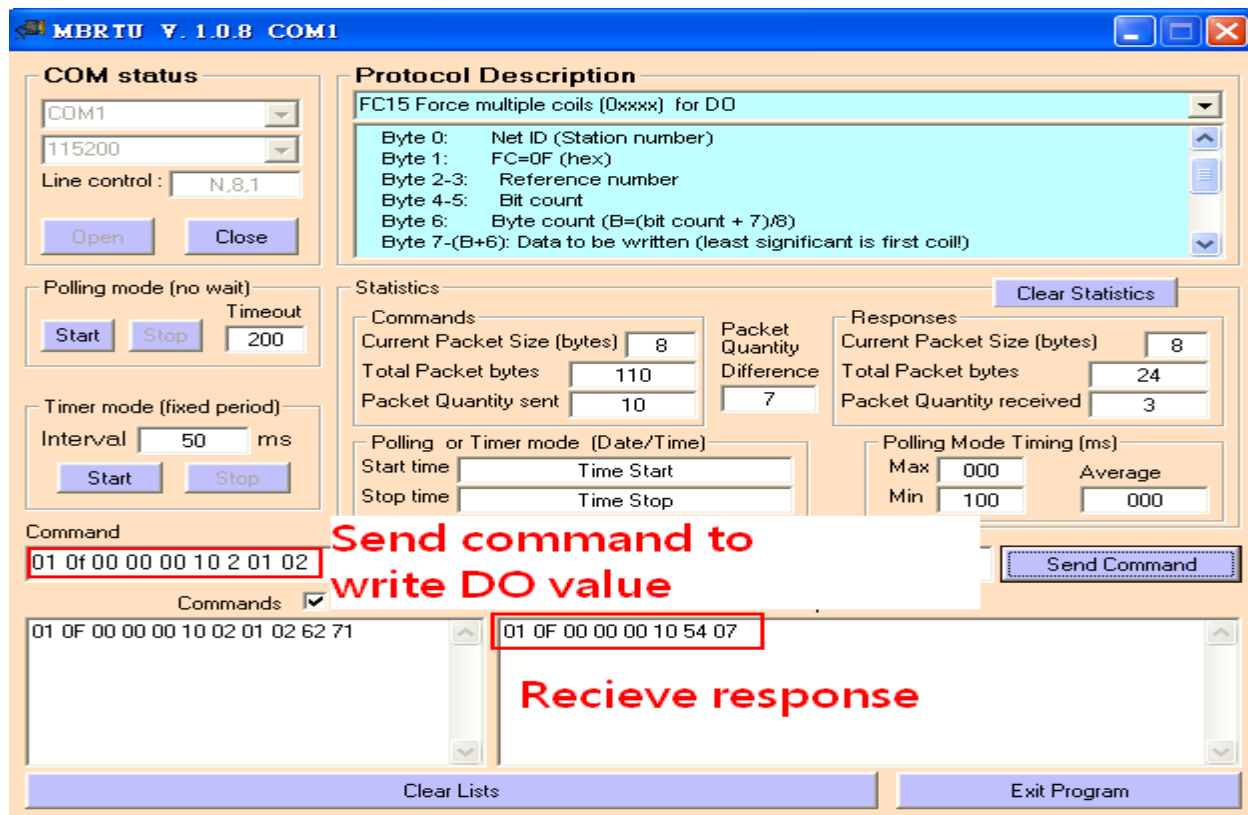 MBRTU V. 1.0.8 COM1
COM status
COM1
115200
Line control : N,8,1
Open Close
Protocol Description
FC15 Force multiple coils (0xxxx) for DO
Byte 0: Net ID (Station number)
Byte 1: FC=0F (hex)
Byte 2-3: Reference number
Byte 4-5: Bit count
Byte 6: Byte count (B=(bit count + 7)/8)
Byte 7-(B+6): Data to be written (least significant is first coil!)
Polling mode (no wait)
Timeout
Start Stop 200
Timer mode (fixed period)
Interval 50 ms
Start Stop
Statistics
Clear Statistics
Commands
Current Packet Size (bytes) 8
Total Packet bytes 110
Packet Quantity sent 10
Packet
Quantity
Difference
7
Responses
Current Packet Size (bytes) 8
Total Packet bytes 24
Packet Quantity received 3
Polling or Timer mode (Date/Time)
Start time Time Start
Stop time Time Stop
Polling Mode Timing (ms)
Max 000
Min 100
Average
000
Command
01 0f 00 00 00 10 2 01 02
Send command to
write DO value
Send Command
Commands
01 0F 00 00 00 10 02 01 02 62 71
01 0F 00 00 00 10 54 07
Recieve response
Clear Lists
Exit Program